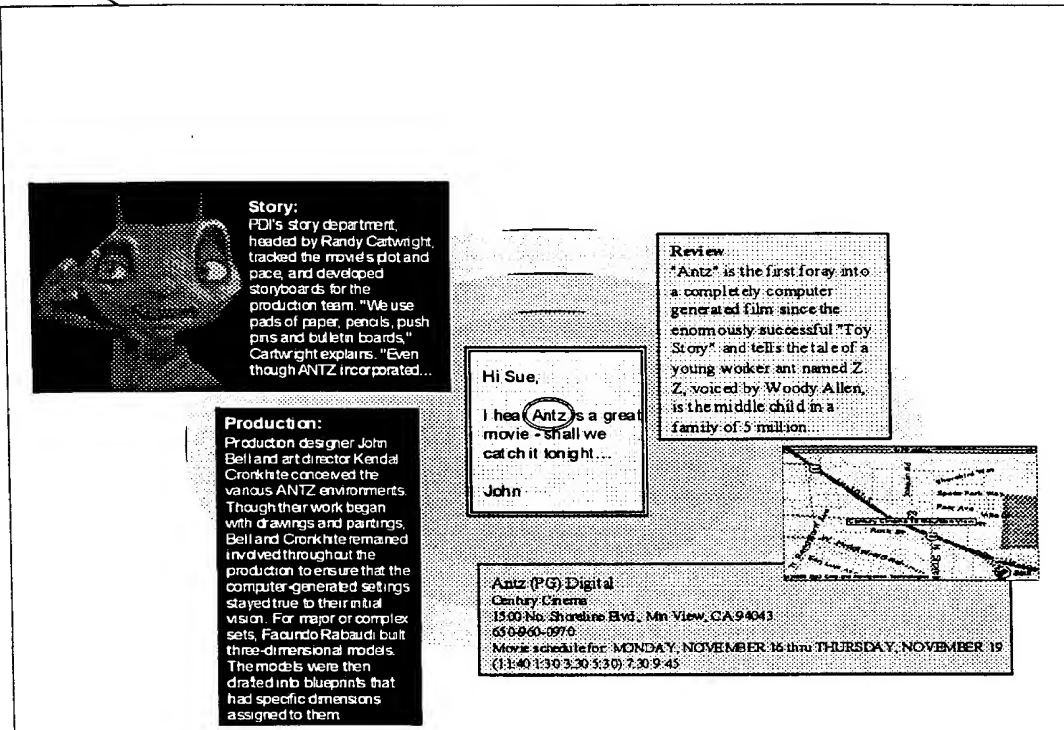 Story:
PDI's story department,
headed by Randy Cartwright,
tracked the movie's plot and
pace, and developed
storyboards for the
production team. "We use
pads of paper, pencils, push
pins and bulletin boards,"
Cartwright explains. "Even
though ANTZ incorporated...
Production:
Production designer John
Bell and art director Kendal
Cronkhite conceived the
various ANTZ environments.
Though their work began
with drawings and paintings,
Bell and Cronkhite remained
involved throughout the
production to ensure that the
computer-generated settings
stayed true to their initial
vision. For major or complex
sets, Facundo Rabaudi built
three-dimensional models.
The models were then
drafted into blueprints that
had specific dimensions
assigned to them
Hi Sue,
I hear Antz is a great
movie - shall we
catch it tonight...
John
Review
"Antz" is the first foray into
a completely computer
generated film since the
enormously successful "Toy
Story" and tells the tale of a
young worker ant named Z
Z, voiced by Woody Allen,
is the middle child in a
family of 5 million...
Antz (PG) Digital
Century Cinema
1500 No. Shoreline Blvd., Mtn View, CA 94043
650-960-0970
Movie schedule for: MONDAY, NOVEMBER 16 thru THURSDAY, NOVEMBER 19
(11:40 1:30 3:30 5:30) 7:30 9:45